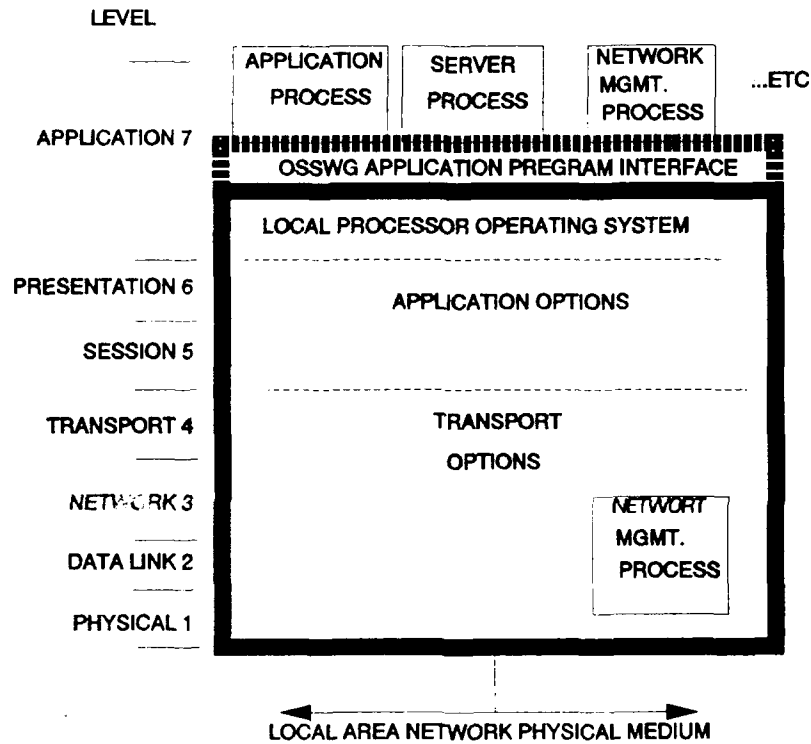 LEVEL
APPLICATION
PROCESS
SERVER
PROCESS
NETWORK
MGMT.
PROCESS
...ETC
APPLICATION 7
OSSWG APPLICATION PREGRAM INTERFACE
LOCAL PROCESSOR OPERATING SYSTEM
PRESENTATION 6
APPLICATION OPTIONS
SESSION 5
TRANSPORT 4
TRANSPORT
OPTIONS
NETWORK 3
NETWORT
MGMT.
PROCESS
DATA LINK 2
PHYSICAL 1
LOCAL AREA NETWORK PHYSICAL MEDIUM